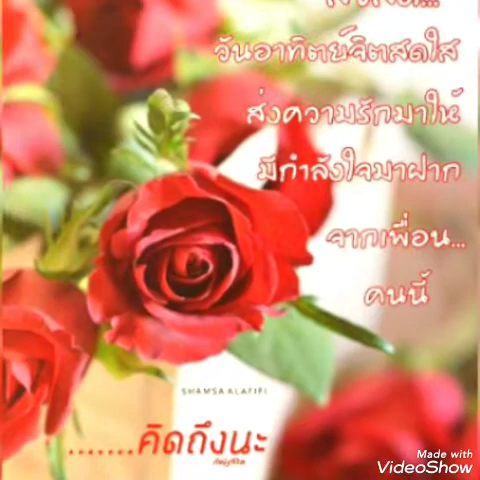 วันอาทิตย์จิตสดใส
ส่งความรักมาให้
มีกำลังใจมาฝาก
จากเพื่อน...
คนนี้
SHAMSA ALAFIFI
.......คิดถึงนะ
Made with
VideoShow